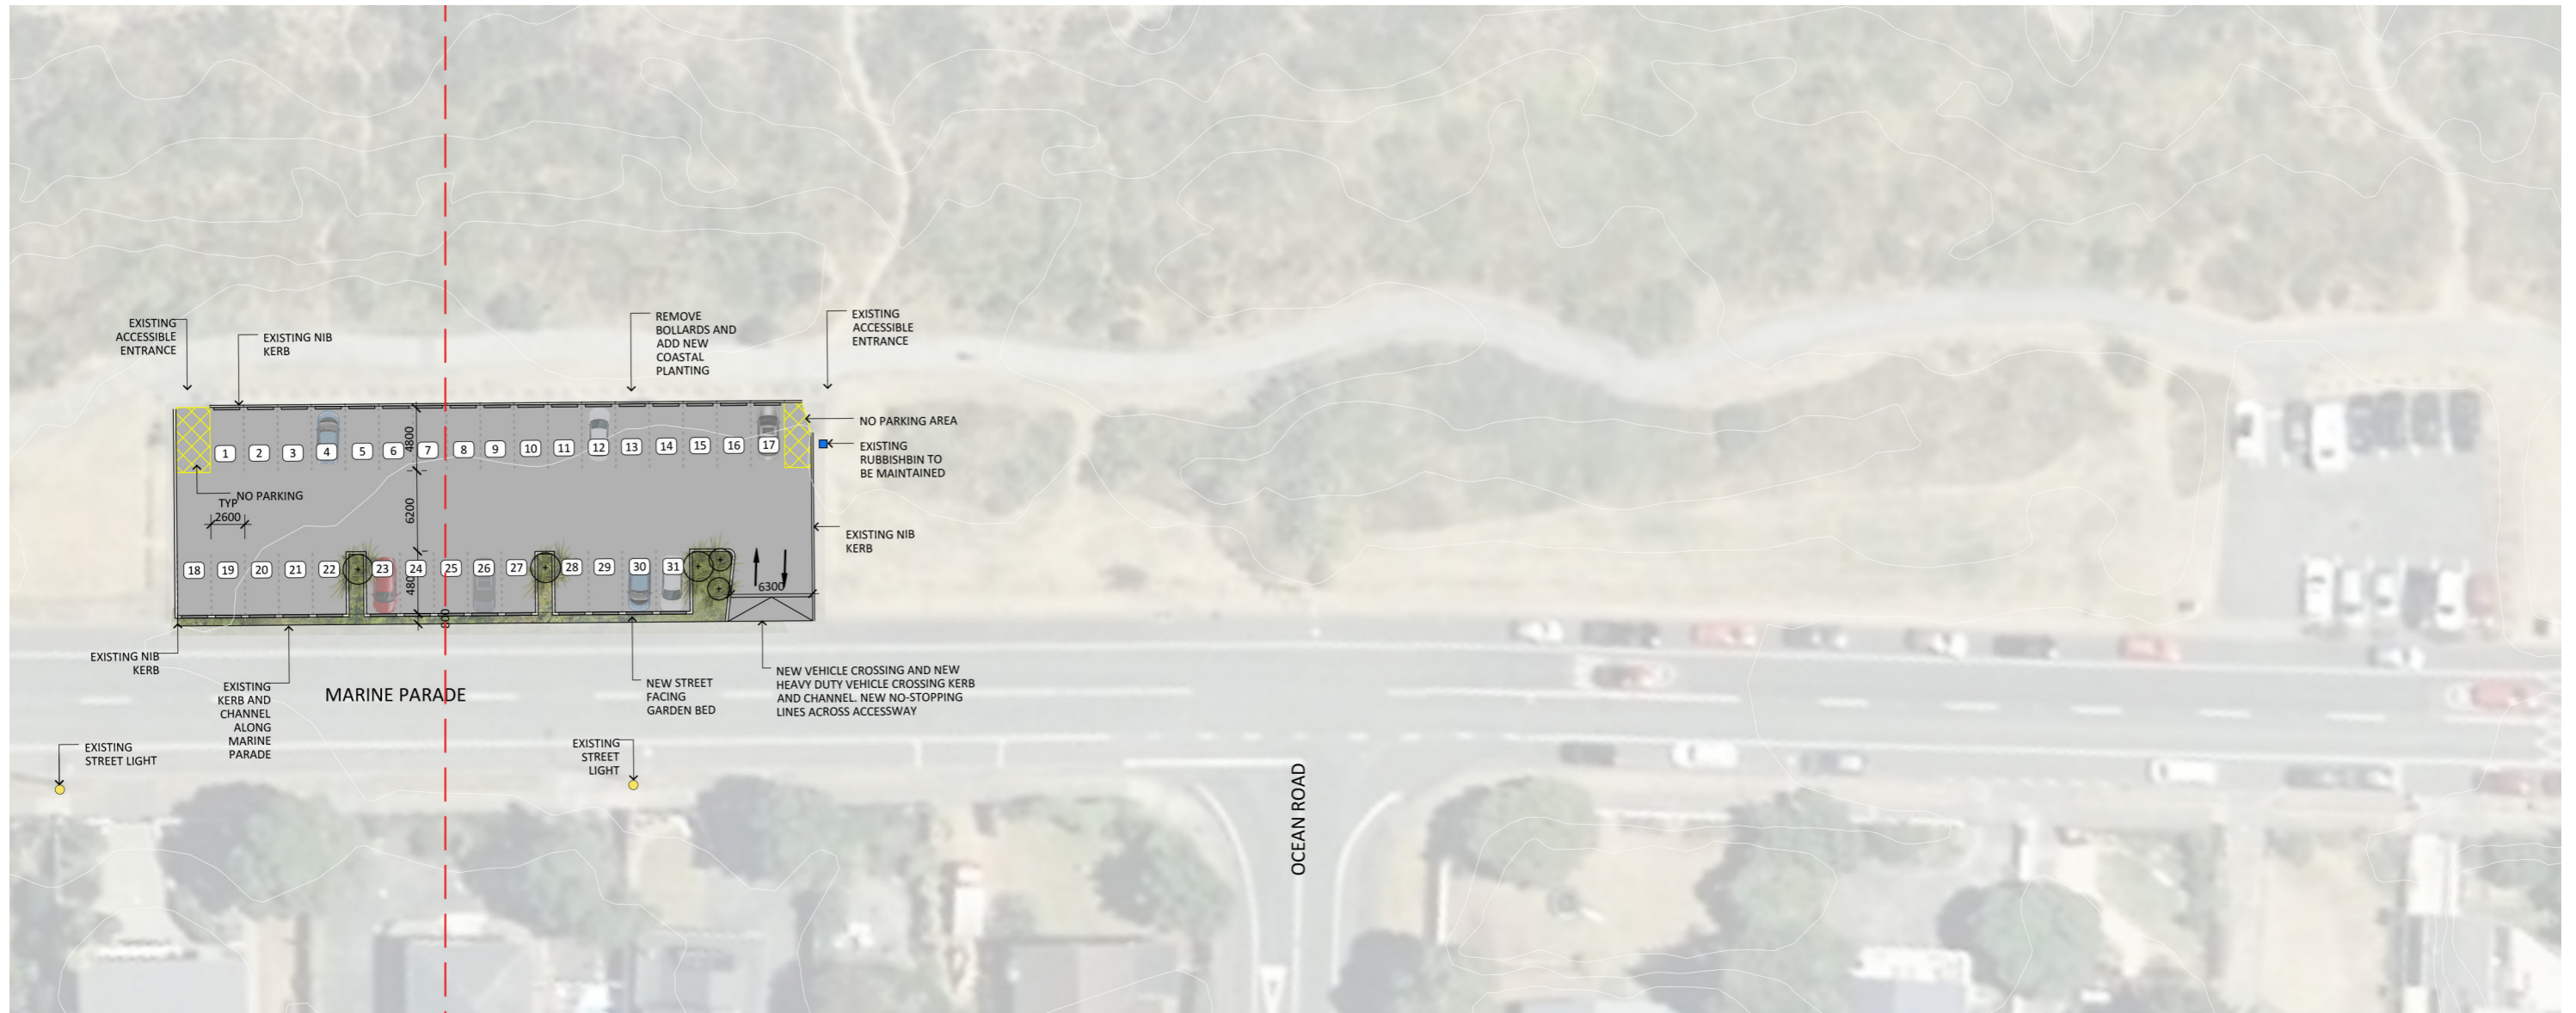 EXISTING
ACCESSIBLE
ENTRANCE
EXISTING NIB
KERB
REMOVE
BOLLARDS AND
ADD NEW
COASTAL
PLANTING
EXISTING
ACCESSIBLE
ENTRANCE
NO PARKING AREA
EXISTING
RUBBISHBIN TO
BE MAINTAINED
1 2 3 4 5 6 7 8 9 10 11 12 13 14 15 16 17
4800
NO PARKING
TYP
2600
6200
EXISTING NIB
KERB
18 19 20 21 22 23 24 25 26 27 28 29 30 31
4800
6300
EXISTING NIB
KERB
EXISTING
KERB AND
CHANNEL
ALONG
MARINE
PARADE
MARINE PARADE
NEW STREET
FACING
GARDEN BED
NEW VEHICLE CROSSING AND NEW
HEAVY DUTY VEHICLE CROSSING KERB
AND CHANNEL. NEW NO-STOPPING
LINES ACROSS ACCESSWAY
EXISTING
STREET LIGHT
EXISTING
STREET
LIGHT
OCEAN ROAD